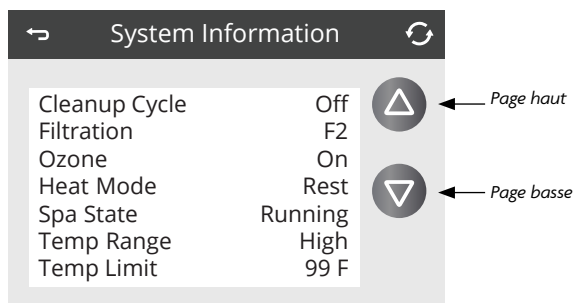 System Information
Cleanup Cycle Off
Filtration F2
Ozone On
Heat Mode Rest
Spa State Running
Temp Range High
Temp Limit 99 F
Page haut
Page basse